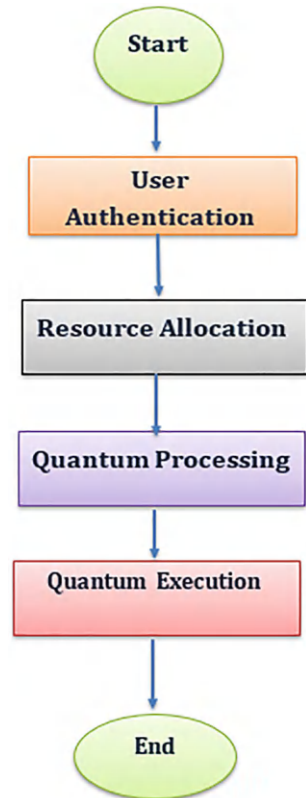 Start
User
Authentication
Resource Allocation
Quantum Processing
Quantum Execution
End